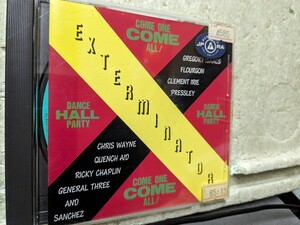 COME ONE
COME
ALL!
GREGORY
FLOURGON
CLEMENT IRIE
PRESSLEY
EXTERMINATOR
DANCE
HALL
PARTY
DANCE
HALL
PARTY
CHRIS WAYNE
QUENCH AID
RICKY CHAPLIN
GENERAL THREE
AND
SANCHEZ
COME ONE
COME
ALL!